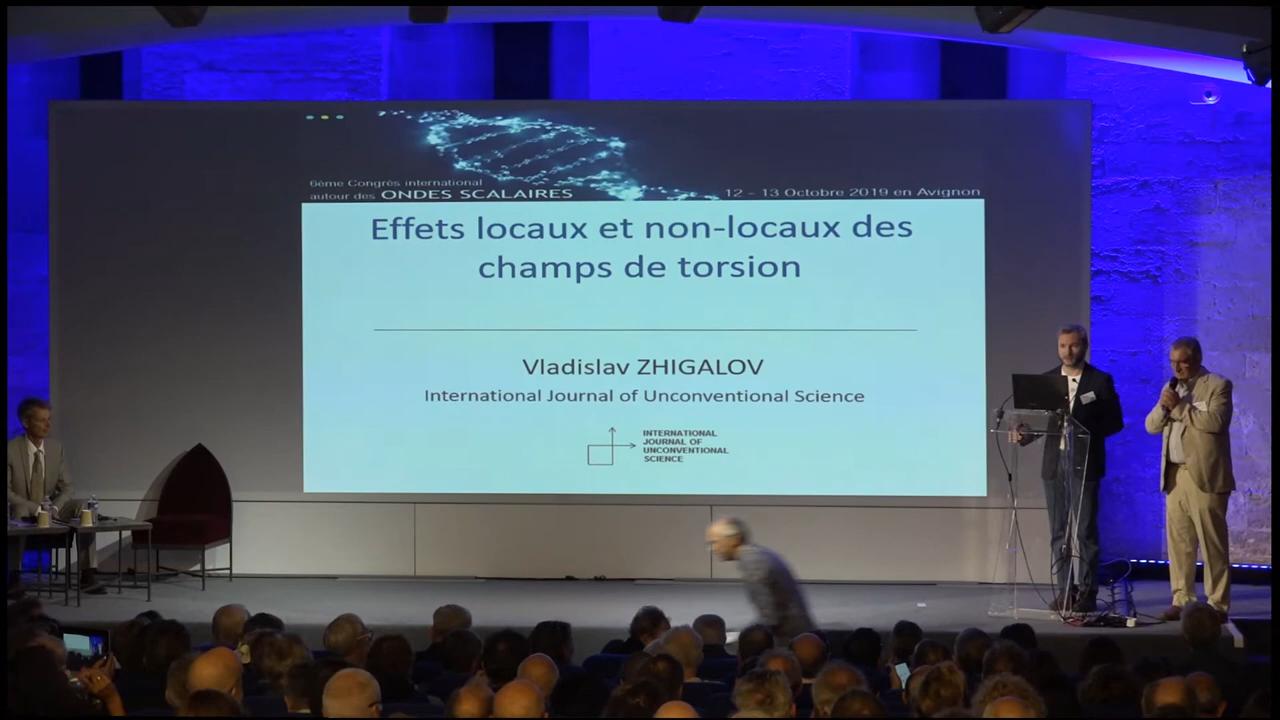 6ème Congrès international
autour des ONDES SCALAIRES
12 - 13 Octobre 2019 en Avignon
Effets locaux et non-locaux des
champs de torsion
Vladislav ZHIGALOV
International Journal of Unconventional Science
INTERNATIONAL
JOURNAL OF
UNCONVENTIONAL
SCIENCE